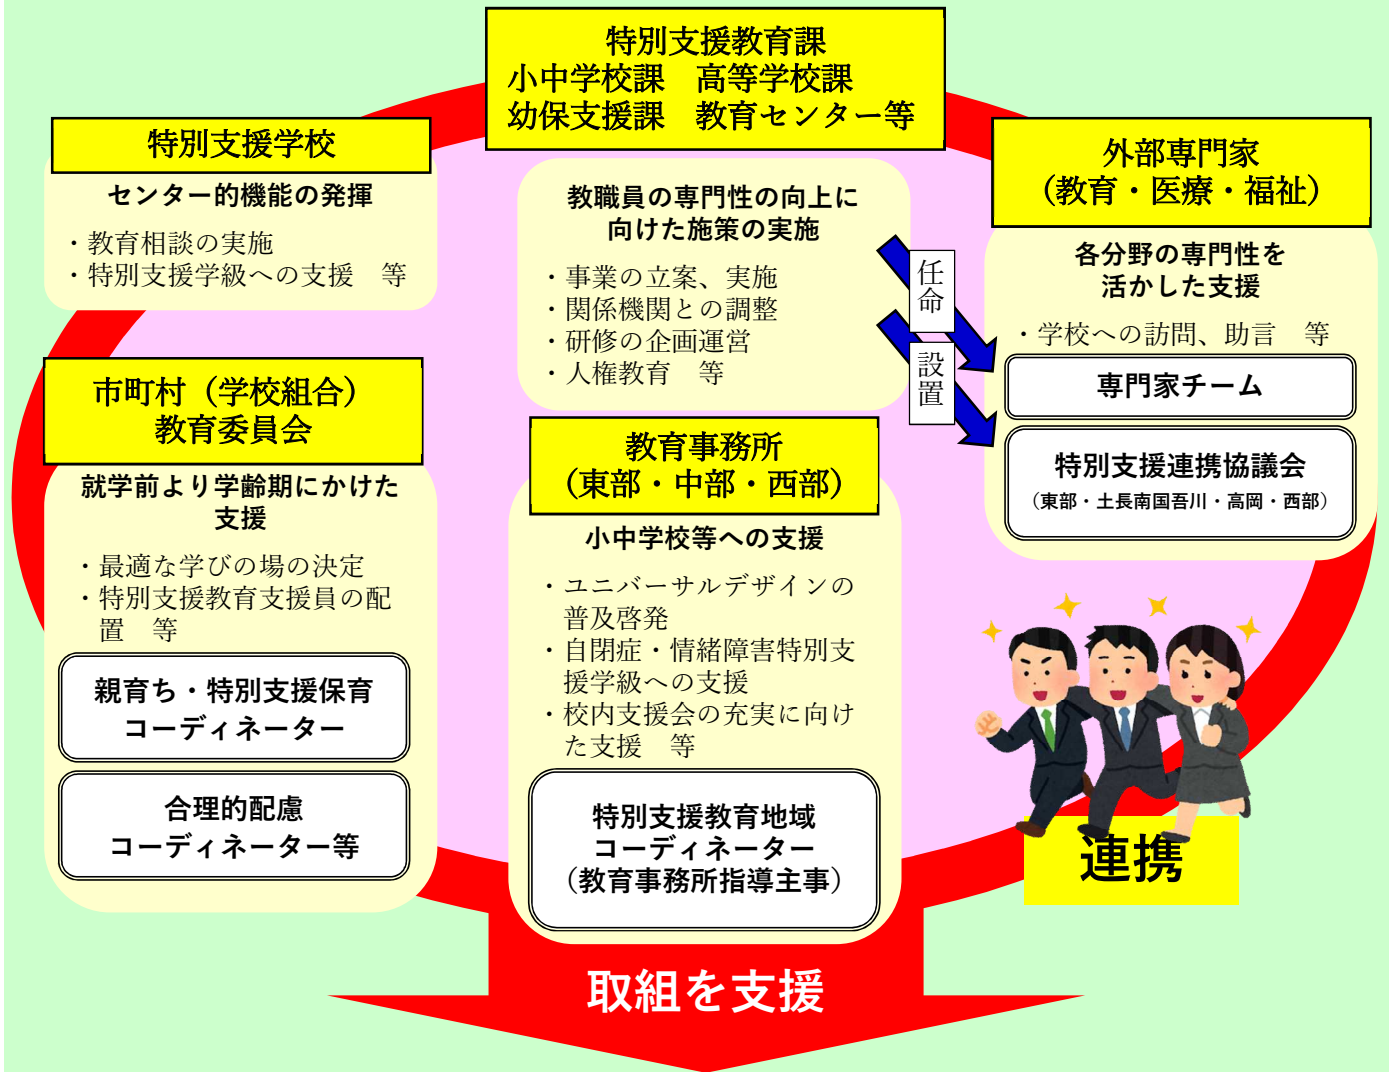 特別支援教育課
小中学校課　高等学校課
幼保支援課　教育センター等
特別支援学校
センター的機能の発揮
・教育相談の実施
・特別支援学級への支援　等
教職員の専門性の向上に
向けた施策の実施
・事業の立案、実施
・関係機関との調整
・研修の企画運営
・人権教育　等
任命
設置
外部専門家
（教育・医療・福祉）
各分野の専門性を
活かした支援
・学校への訪問、助言　等
専門家チーム
特別支援連携協議会
（東部・土長南国吾川・高岡・西部）
市町村（学校組合）
教育委員会
就学前より学齢期にかけた
支援
・最適な学びの場の決定
・特別支援教育支援員の配
置　等
親育ち・特別支援保育
コーディネーター
合理的配慮
コーディネーター等
教育事務所
（東部・中部・西部）
小中学校等への支援
・ユニバーサルデザインの
普及啓発
・自閉症・情緒障害特別支
援学級への支援
・校内支援会の充実に向け
た支援　等
特別支援教育地域
コーディネーター
（教育事務所指導主事）
連携
取組を支援